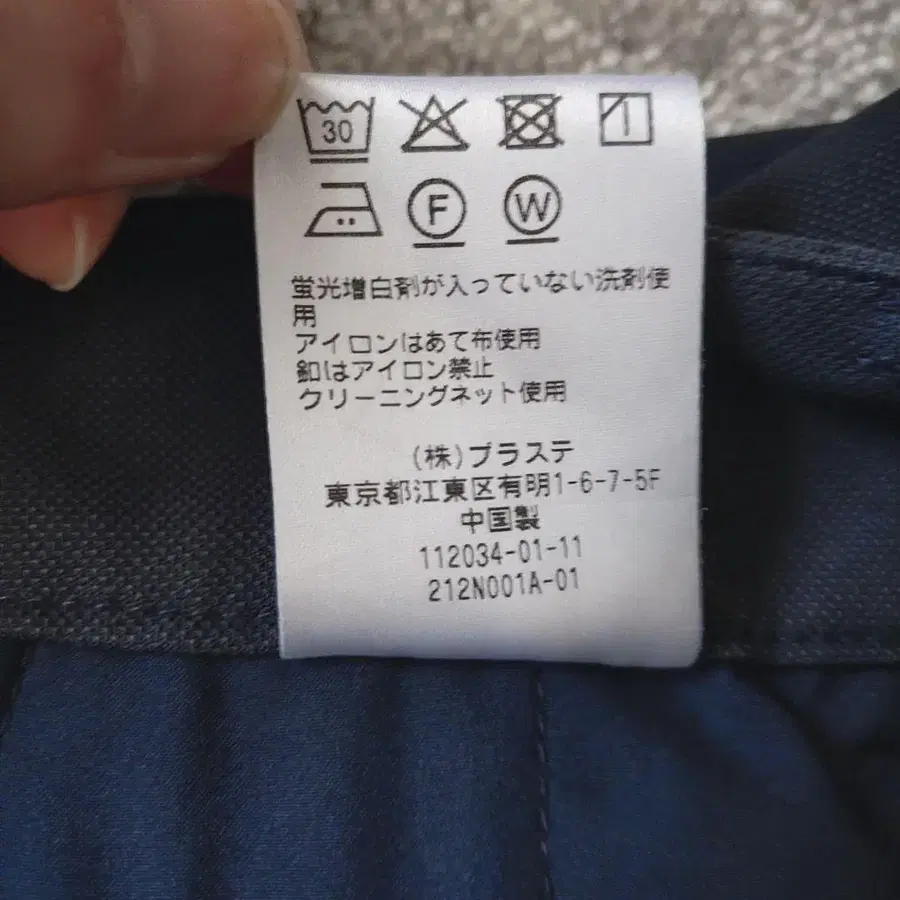 30
F W
蛍光増白剤が入っていない洗剤使
用
アイロンはあて布使用
釦はアイロン禁止
クリーニングネット使用
(株)プラステ
東京都江東区有明1-6-7-5F
中国製
112034-01-11
212N001A-01